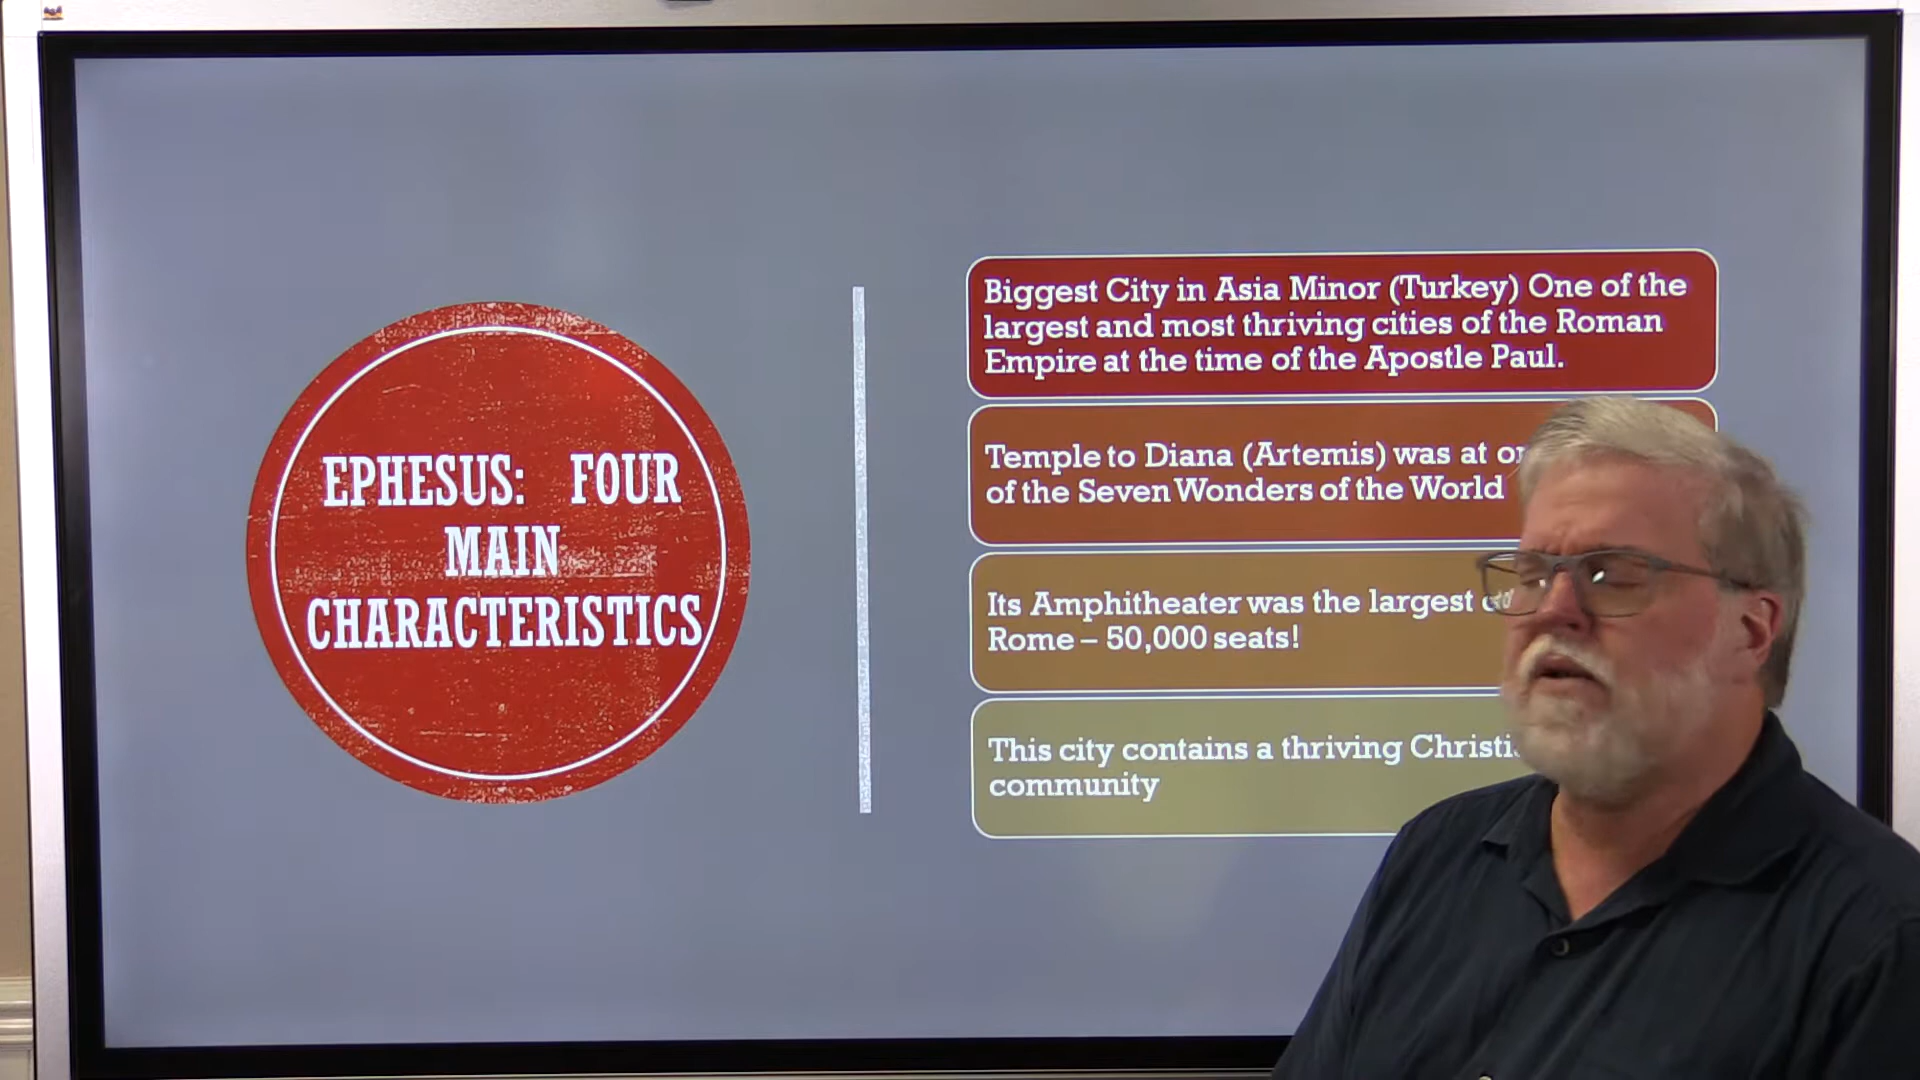 EPHESUS: FOUR
MAIN
CHARACTERISTICS
Biggest City in Asia Minor (Turkey) One of the
largest and most thriving cities of the Roman
Empire at the time of the Apostle Paul.
Temple to Diana (Artemis) was at
of the Seven Wonders of the World
Its Amphitheater was the largest
Rome – 50,000 seats!
This city contains a thriving
community